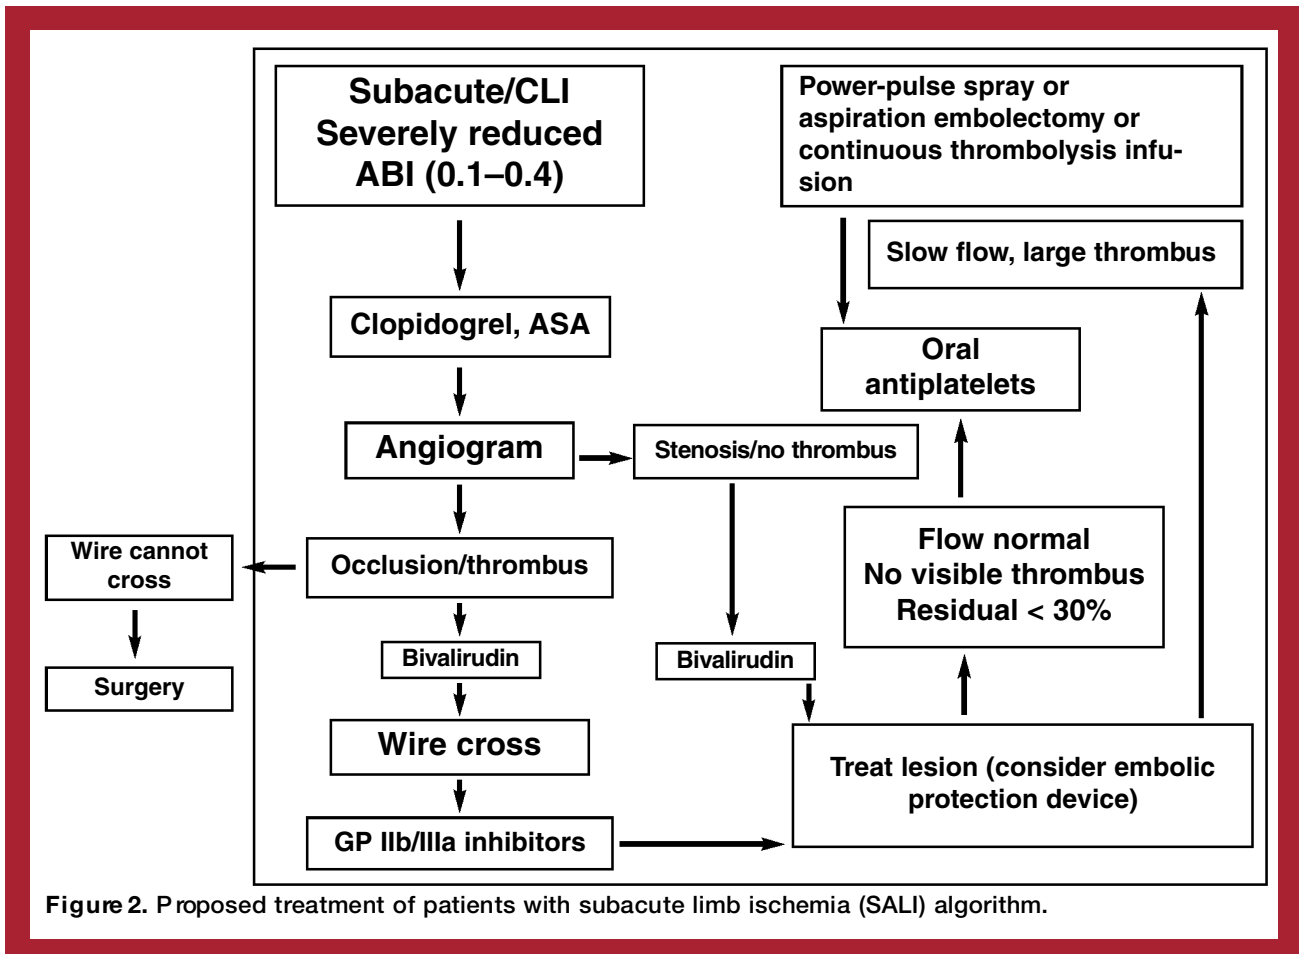 Subacute/CLI
Severely reduced
ABI (0.1–0.4)
Power-pulse spray or
aspiration embolectomy or
continuous thrombolysis infu-
sion
Slow flow, large thrombus
Clopidogrel, ASA
Oral
antiplatelets
Angiogram
Stenosis/no thrombus
Wire cannot
cross
Occlusion/thrombus
Flow normal
No visible thrombus
Residual < 30%
Surgery
Bivalirudin
Bivalirudin
Wire cross
Treat lesion (consider embolic
protection device)
GP IIb/IIIa inhibitors
Figure 2. Proposed treatment of patients with subacute limb ischemia (SALI) algorithm.